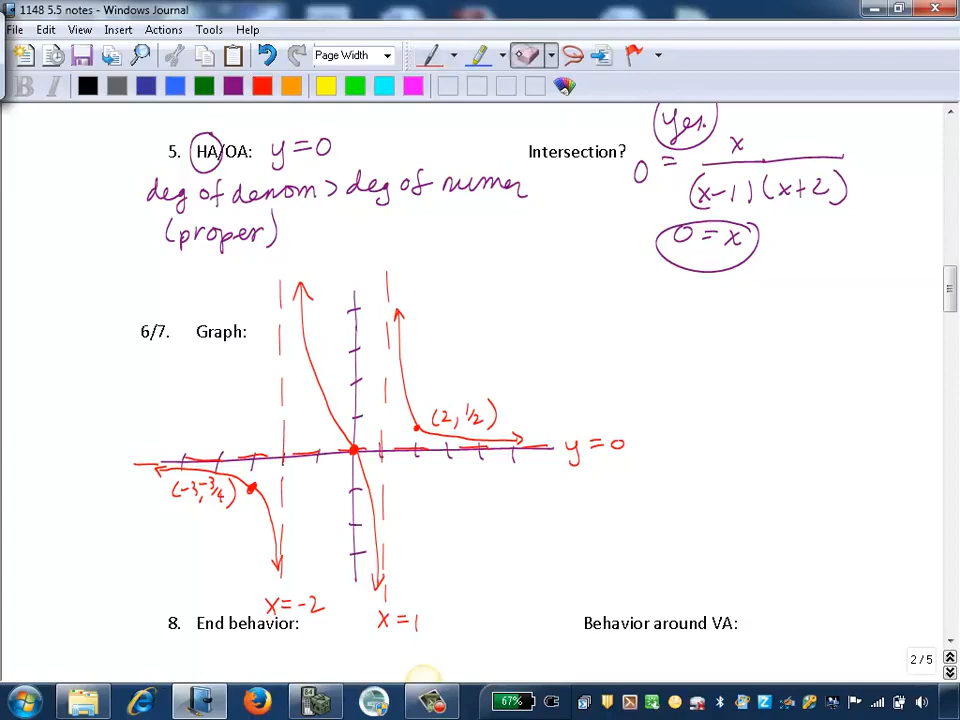 1148 5.5 notes - Windows Journal
File Edit View Insert Actions Tools Help
Page Width
B I
Yes.
5. HA/OA: y = 0 Intersection? 0 = x / (x-1)(x+2)
deg of denom > deg of numer
(proper) 0 = x
6/7. Graph:
(2, 1/2)
y = 0
(-3, -3/4)
x = -2
x = 1
8. End behavior: Behavior around VA:
2 / 5
67%